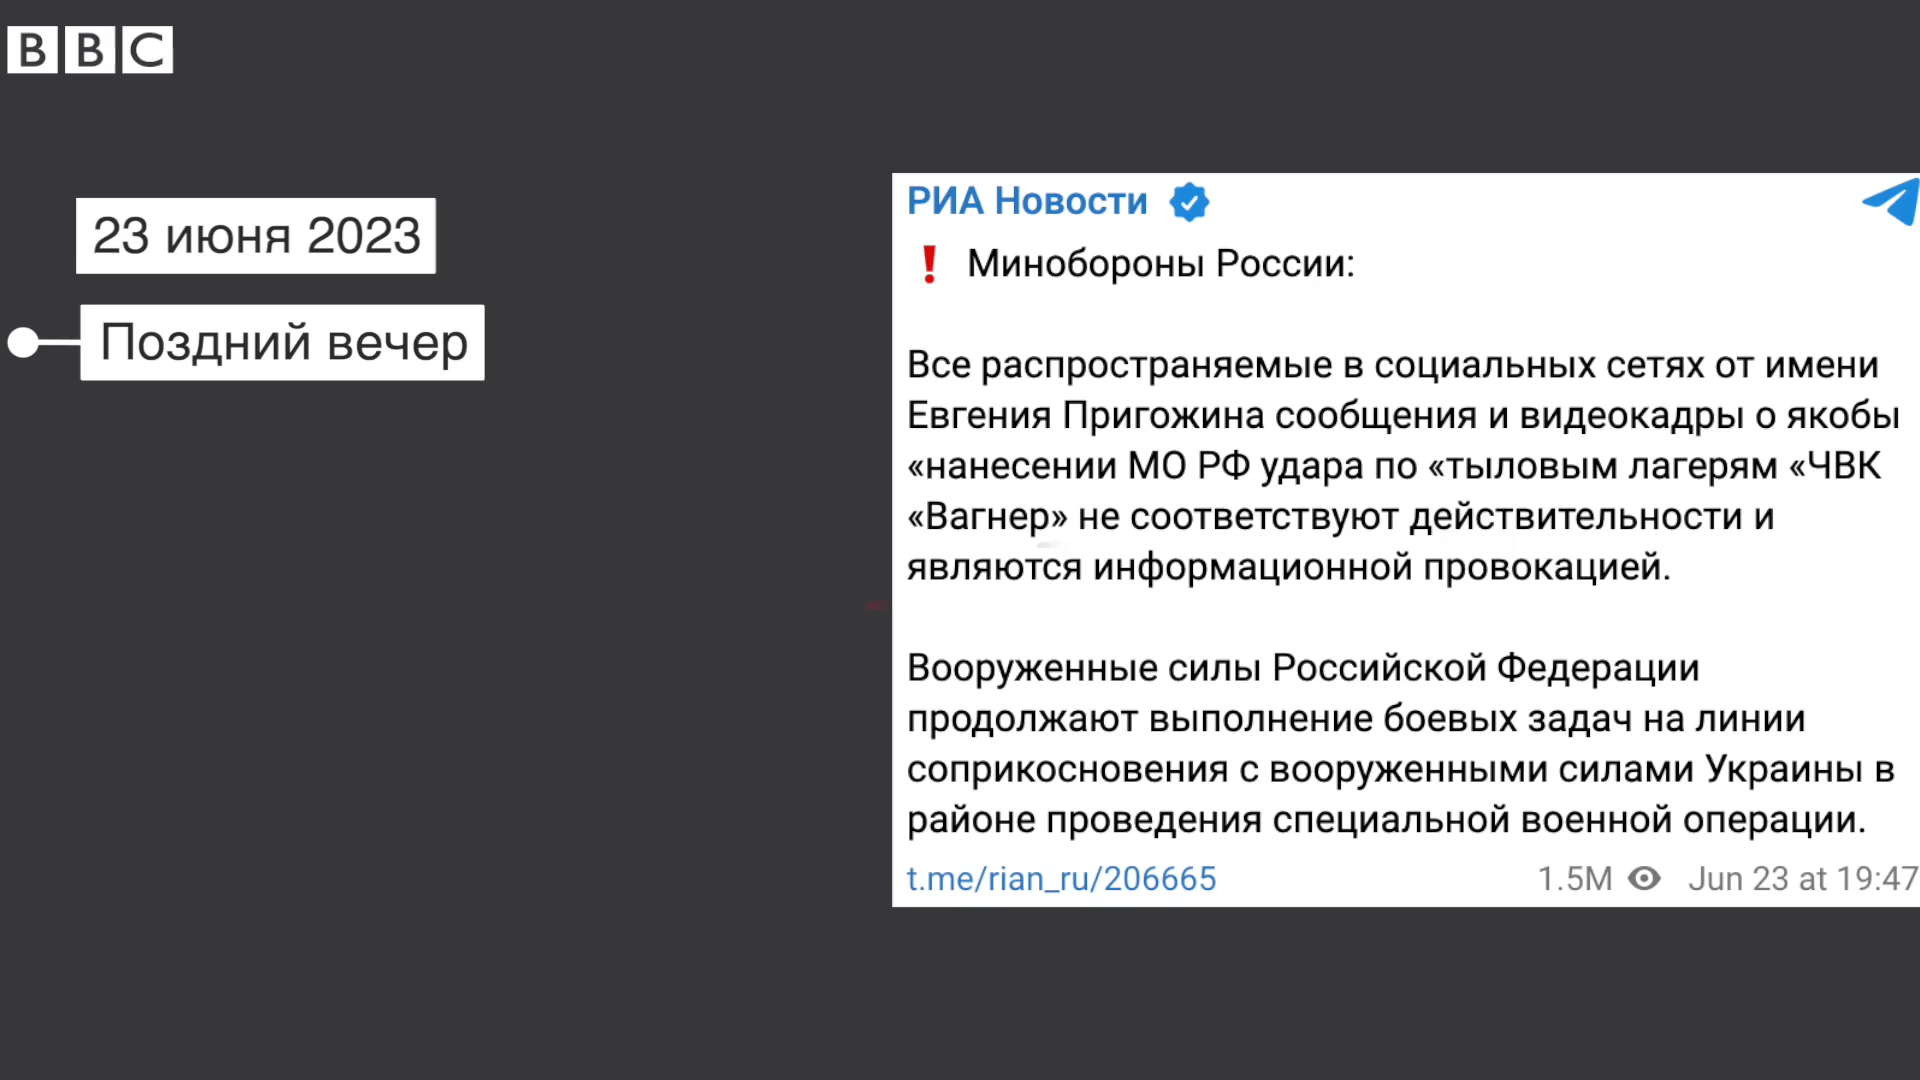 BBC
23 июня 2023
Поздний вечер
РИА Новости
❗ Минобороны России:
Все распространяемые в социальных сетях от имени
Евгения Пригожина сообщения и видеокадры о якобы
«нанесении МО РФ удара по «тыловым лагерям «ЧВК
«Вагнер» не соответствуют действительности и
являются информационной провокацией.
Вооруженные силы Российской Федерации
продолжают выполнение боевых задач на линии
соприкосновения с вооруженными силами Украины в
районе проведения специальной военной операции.
t.me/rian_ru/206665 1.5M Jun 23 at 19:47